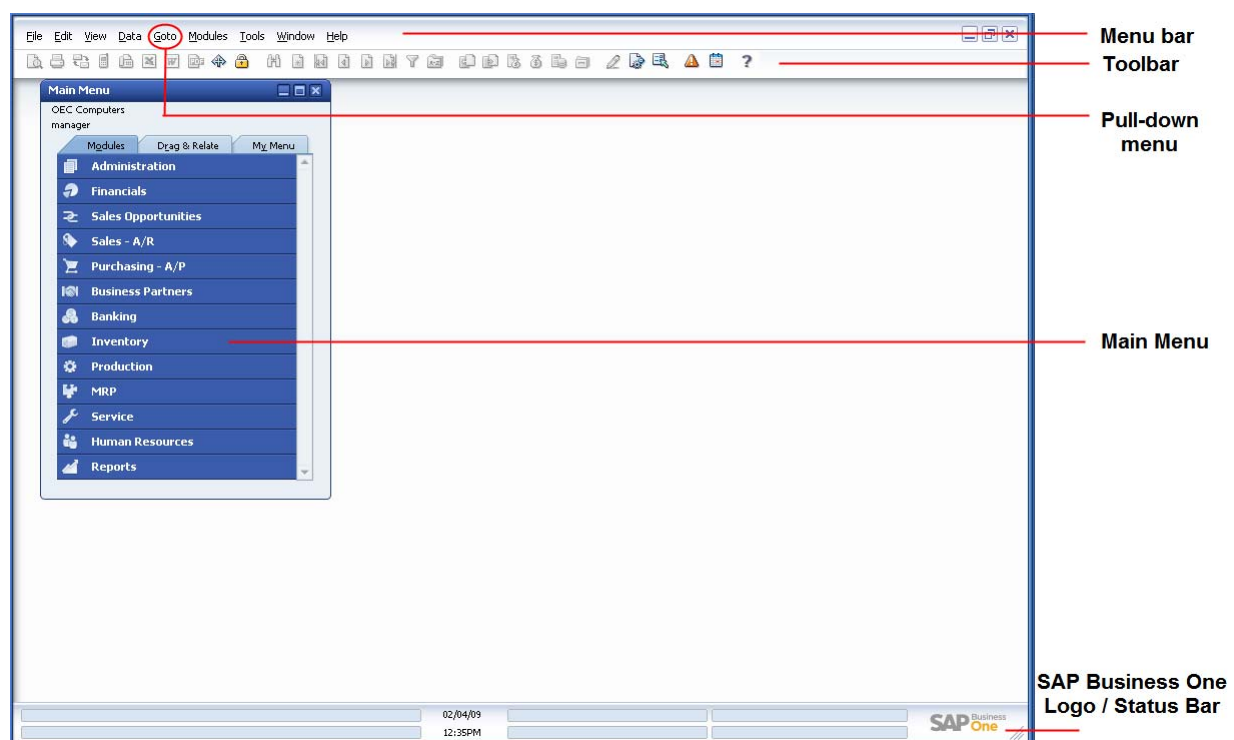 File Edit View Data Goto Modules Tools Window Help
Menu bar
Toolbar
Main Menu
OEC Computers
manager
Pull-down
menu
Modules Drag & Relate My Menu
Administration
Financials
Sales Opportunities
Sales - A/R
Purchasing - A/P
Business Partners
Banking
Inventory
Main Menu
Production
MRP
Service
Human Resources
Reports
SAP Business One
Logo / Status Bar
02/04/09
12:35PM
SAP Business One